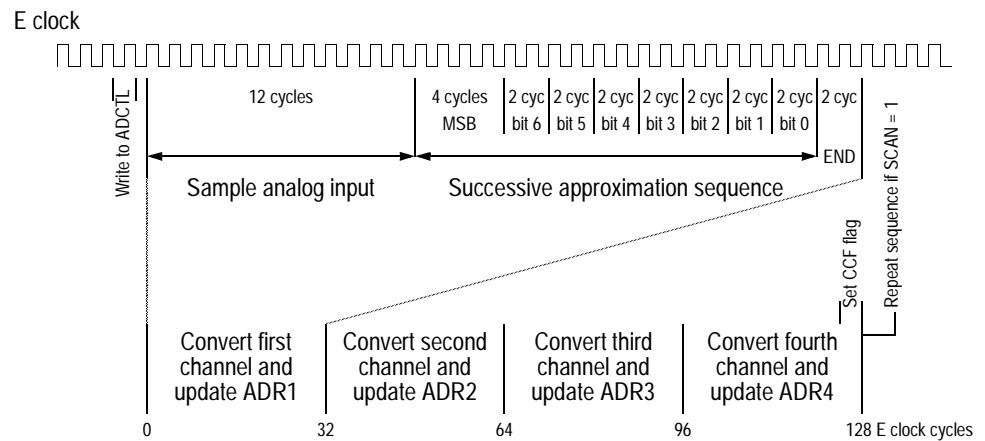 E clock
Write to ADCTL
12 cycles
4 cycles
MSB
2 cyc
bit 6
2 cyc
bit 5
2 cyc
bit 4
2 cyc
bit 3
2 cyc
bit 2
2 cyc
bit 1
2 cyc
bit 0
2 cyc
END
Sample analog input
Successive approximation sequence
Set CCF flag
Repeat sequence if SCAN = 1
Convert first
channel and
update ADR1
Convert second
channel and
update ADR2
Convert third
channel and
update ADR3
Convert fourth
channel and
update ADR4
0
32
64
96
128 E clock cycles